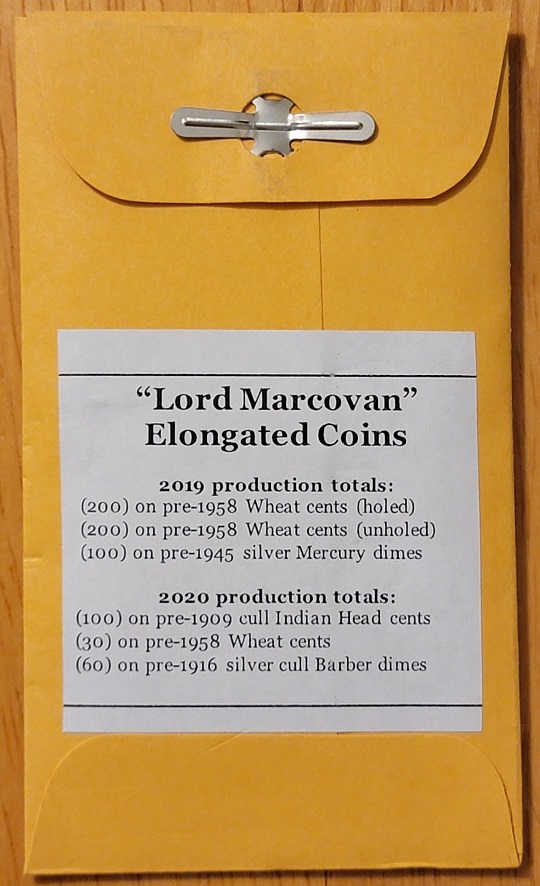 “Lord Marcovan”
Elongated Coins
2019 production totals:
(200) on pre-1958 Wheat cents (holed)
(200) on pre-1958 Wheat cents (unholed)
(100) on pre-1945 silver Mercury dimes
2020 production totals:
(100) on pre-1909 cull Indian Head cents
(30) on pre-1958 Wheat cents
(60) on pre-1916 silver cull Barber dimes